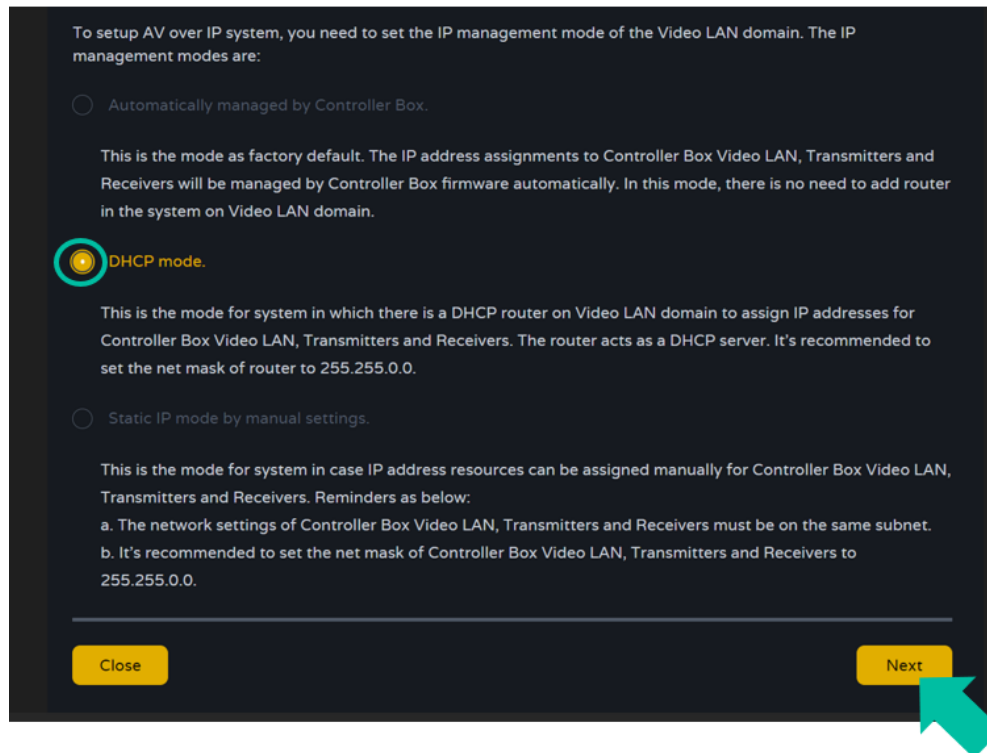 To setup AV over IP system, you need to set the IP management mode of the Video LAN domain. The IP
management modes are:
Automatically managed by Controller Box.
This is the mode as factory default. The IP address assignments to Controller Box Video LAN, Transmitters and
Receivers will be managed by Controller Box firmware automatically. In this mode, there is no need to add router
in the system on Video LAN domain.
DHCP mode.
This is the mode for system in which there is a DHCP router on Video LAN domain to assign IP addresses for
Controller Box Video LAN, Transmitters and Receivers. The router acts as a DHCP server. It's recommended to
set the net mask of router to 255.255.0.0.
Static IP mode by manual settings.
This is the mode for system in case IP address resources can be assigned manually for Controller Box Video LAN,
Transmitters and Receivers. Reminders as below:
a. The network settings of Controller Box Video LAN, Transmitters and Receivers must be on the same subnet.
b. It's recommended to set the net mask of Controller Box Video LAN, Transmitters and Receivers to
255.255.0.0.
Close
Next